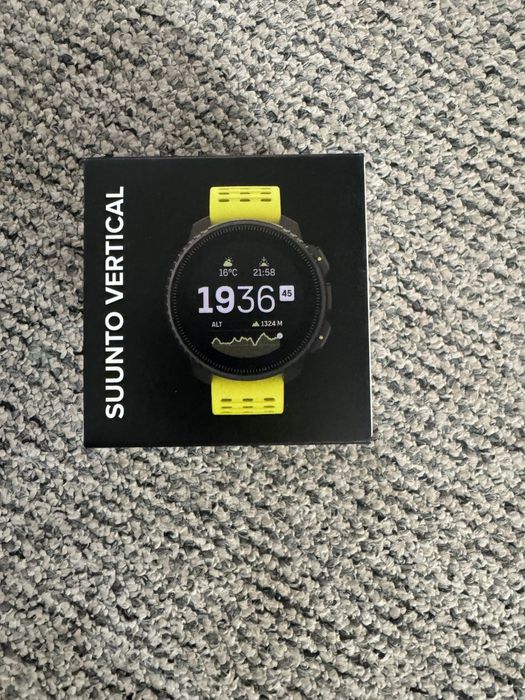 SUUNTO VERTICAL
16°C 21:58
1936 45
ALT 1324 M